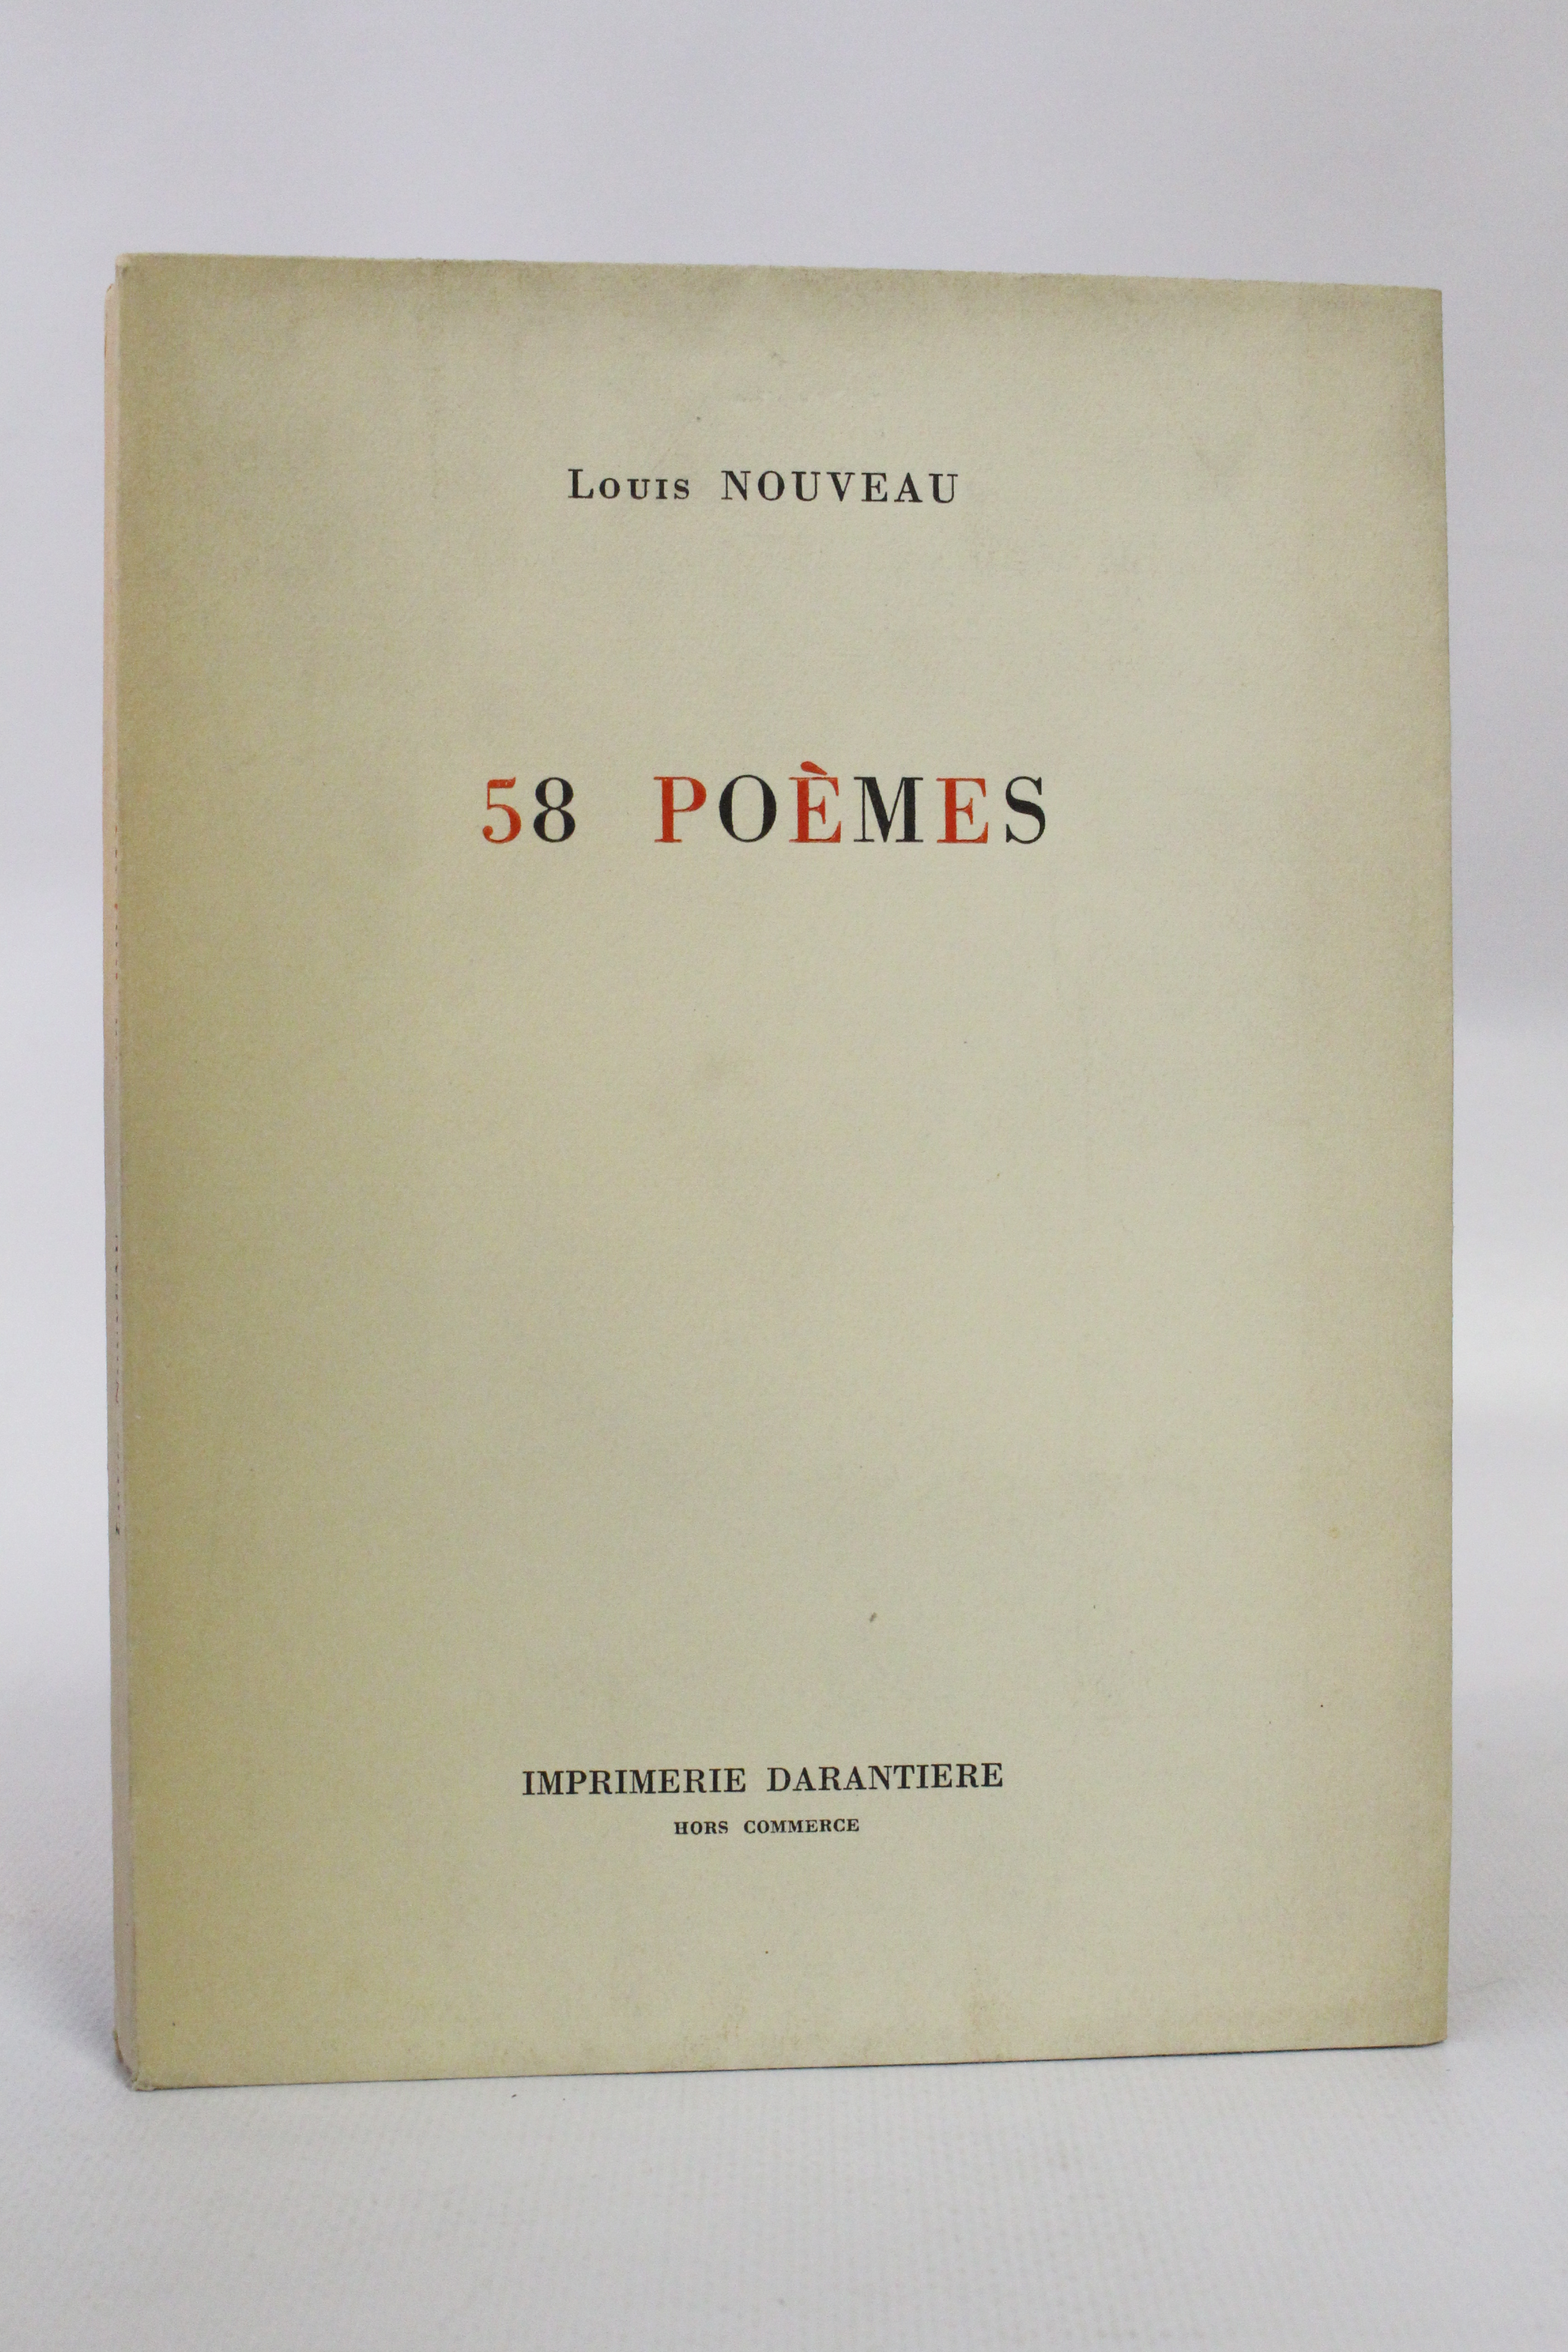 Louis NOUVEAU
58 POÈMES
IMPRIMERIE DARANTIERE
HORS COMMERCE